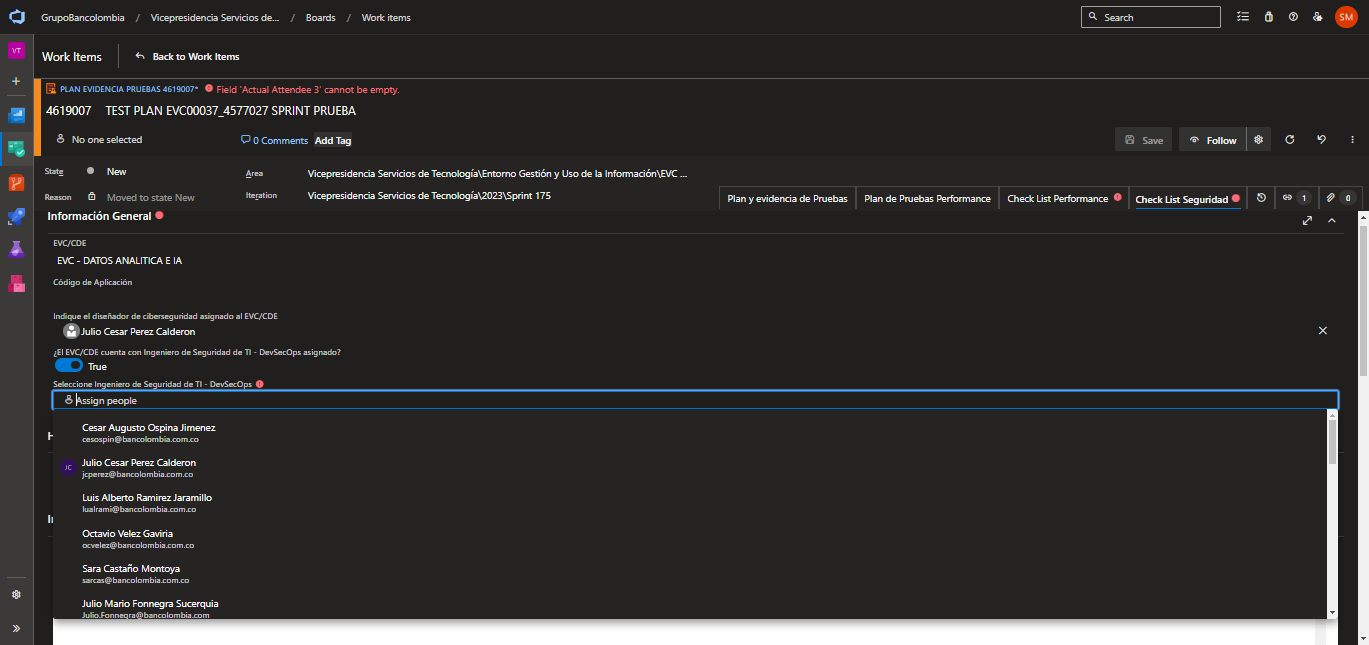 GrupoBancolombia / Vicepresidencia Servicios de... / Boards / Work items
Search
SM
VT
Work Items
Back to Work Items
PLAN EVIDENCIA PRUEBAS 4619007* Field 'Actual Attendee 3' cannot be empty.
4619007 TEST PLAN EVC00037_4577027 SPRINT PRUEBA
No one selected
0 Comments
Add Tag
Save
Follow
State New
Area Vicepresidencia Servicios de Tecnología\Entorno Gestión y Uso de la Información\EVC ...
Reason Moved to state New
Iteration Vicepresidencia Servicios de Tecnología\2023\Sprint 175
Plan y evidencia de Pruebas
Plan de Pruebas Performance
Check List Performance
Check List Seguridad
1
0
Información General
EVC/CDE
EVC - DATOS ANALITICA E IA
Código de Aplicación
Indique el diseñador de ciberseguridad asignado al EVC/CDE
Julio Cesar Perez Calderon
¿El EVC/CDE cuenta con Ingeniero de Seguridad de TI - DevSecOps asignado?
True
Seleccione Ingeniero de Seguridad de TI - DevSecOps
Assign people
Cesar Augusto Ospina Jimenez
cesospin@bancolombia.com.co
JC
Julio Cesar Perez Calderon
jcperez@bancolombia.com.co
Luis Alberto Ramirez Jaramillo
lualrami@bancolombia.com.co
Octavio Velez Gaviria
ocvelez@bancolombia.com.co
Sara Castaño Montoya
sarcas@bancolombia.com.co
Julio Mario Fonnegra Sucerquia
Julio.Fonnegra@bancolombia.com